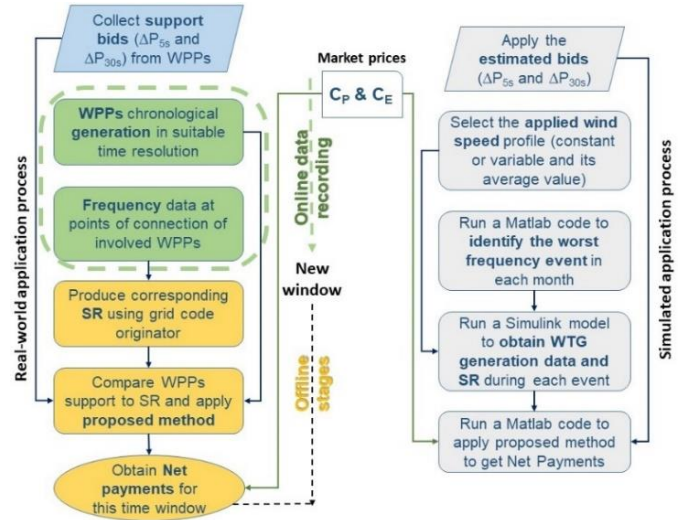 Collect support
bids (ΔP5s and
ΔP30s) from WPPs
WPPs chronological
generation in suitable
time resolution
Frequency data at
points of connection of
involved WPPs
Produce corresponding
SR using grid code
originator
Compare WPPs
support to SR and apply
proposed method
Obtain Net
payments for
this time window
Real-world application process
Online data
recording
New
window
Offline
stages
Market prices
CP & CE
Apply the
estimated bids
(ΔP5s and ΔP30s)
Select the applied wind
speed profile (constant
or variable and its
average value)
Run a Matlab code to
identify the worst
frequency event in
each month
Run a Simulink model
to obtain WTG
generation data and
SR during each event
Run a Matlab code to
apply proposed method
to get Net Payments
Simulated application process